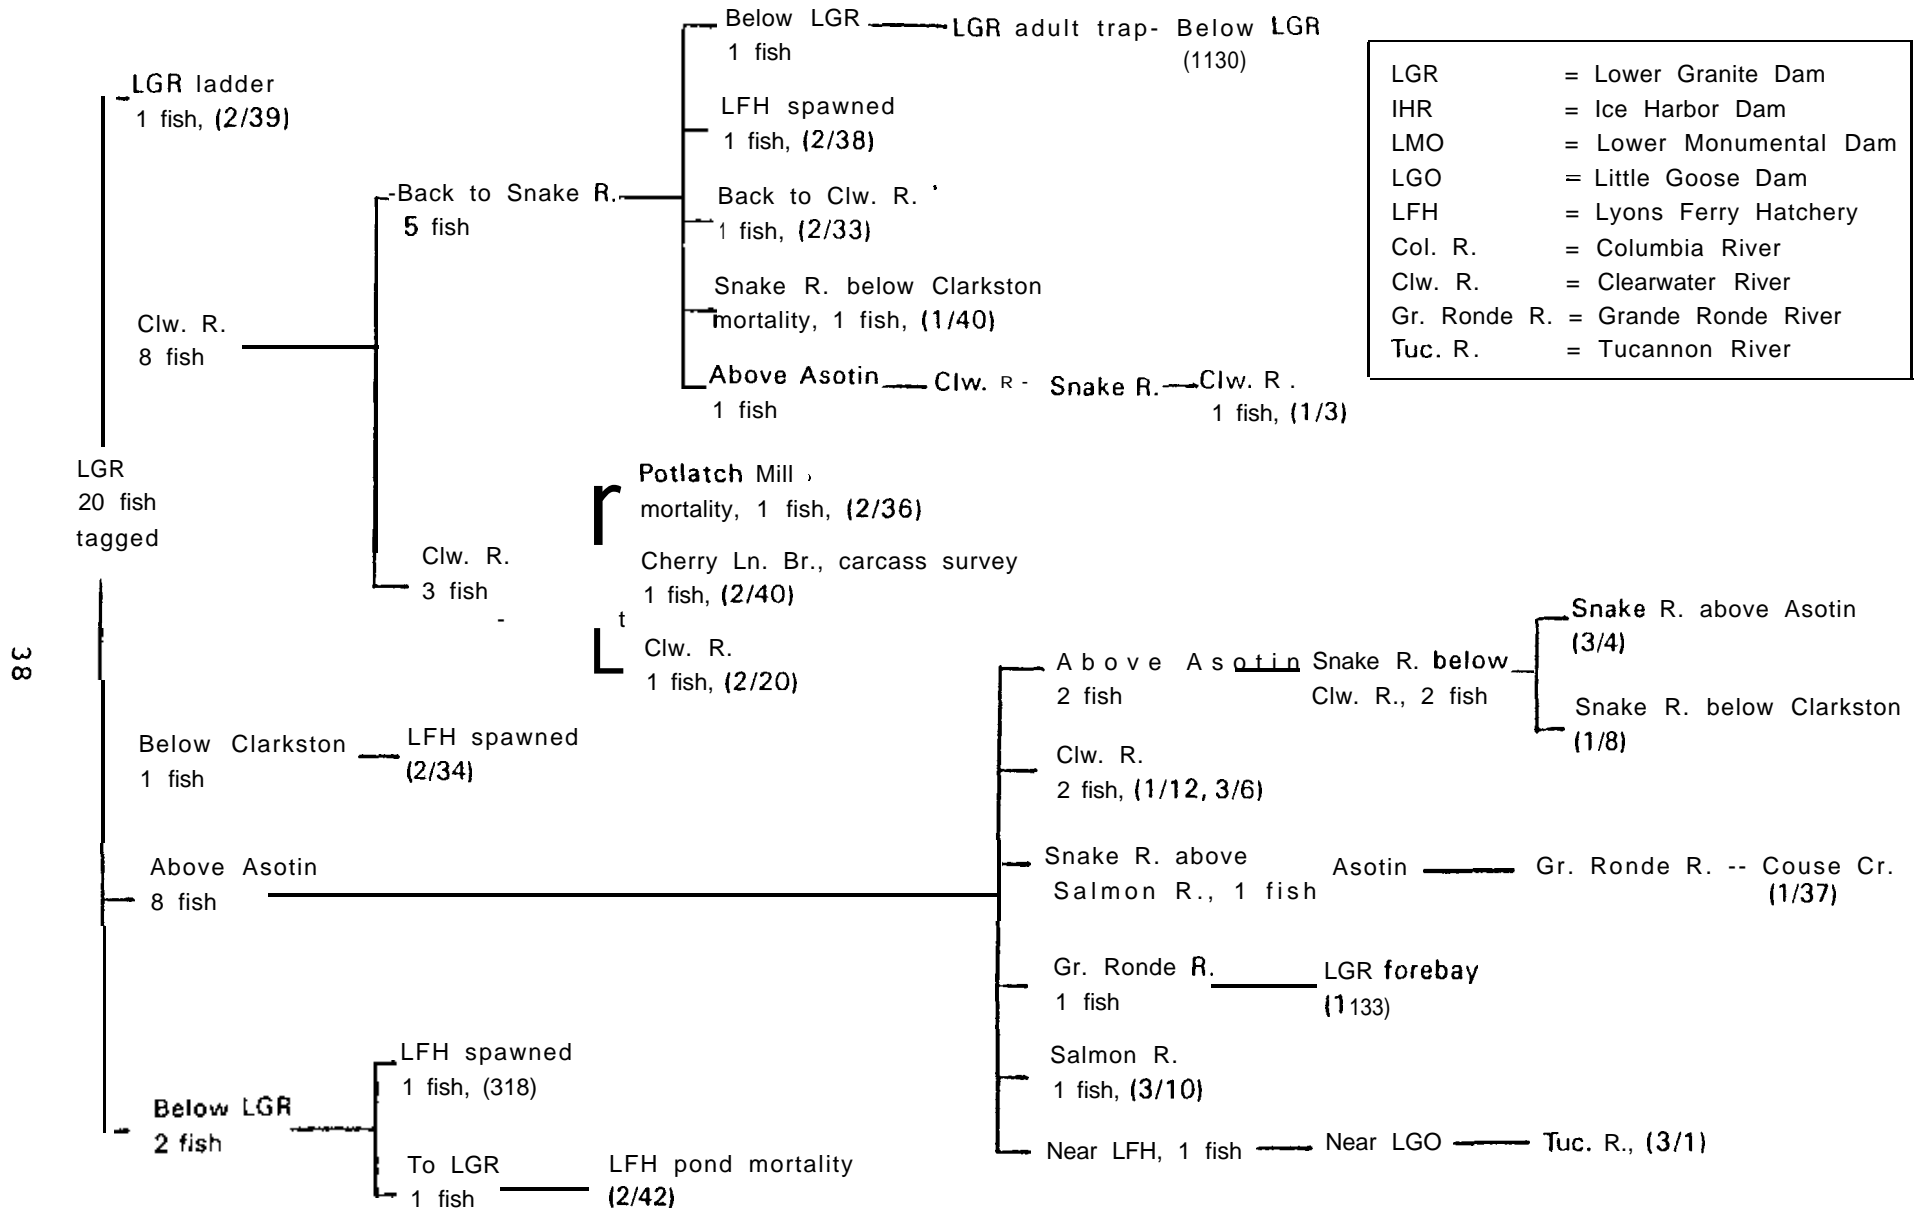 Below LGR
1 fish
LGR adult trap- Below LGR
(1130)
LGR ladder
1 fish, (2/39)
LFH spawned
1 fish, (2/38)
-Back to Snake R.
5 fish
Back to Clw. R.
1 fish, (2/33)
Snake R. below Clarkston
mortality, 1 fish, (1/40)
Clw. R.
8 fish
Above Asotin
1 fish
Clw. R - Snake R. Clw. R.
1 fish, (1/3)
LGR = Lower Granite Dam
IHR = Ice Harbor Dam
LMO = Lower Monumental Dam
LGO = Little Goose Dam
LFH = Lyons Ferry Hatchery
Col. R. = Columbia River
Clw. R. = Clearwater River
Gr. Ronde R. = Grande Ronde River
Tuc. R. = Tucannon River
LGR
20 fish
tagged
Potlatch Mill
mortality, 1 fish, (2/36)
Clw. R.
3 fish
Cherry Ln. Br., carcass survey
1 fish, (2/40)
- t
Clw. R.
1 fish, (2/20)
38
Below Clarkston
1 fish
LFH spawned
(2/34)
Above Asotin
8 fish
Above Asotin
2 fish
Snake R. below
Clw. R., 2 fish
Snake R. above Asotin
(3/4)
Snake R. below Clarkston
(1/8)
Clw. R.
2 fish, (1/12, 3/6)
Snake R. above
Salmon R., 1 fish
Asotin
Gr. Ronde R. -- Couse Cr.
(1/37)
Gr. Ronde R.
1 fish
LGR forebay
(1133)
Salmon R.
1 fish, (3/10)
Near LFH, 1 fish
Near LGO
Tuc. R., (3/1)
Below LGR
2 fish
LFH spawned
1 fish, (318)
To LGR
1 fish
LFH pond mortality
(2/42)